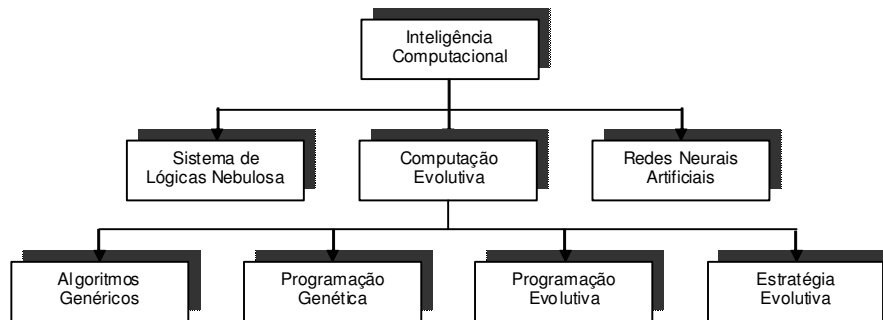 Inteligência
Computacional
Sistema de
Lógicas Nebulosa
Computação
Evolutiva
Redes Neurais
Artificiais
Algoritmos
Genéricos
Programação
Genética
Programação
Evolutiva
Estratégia
Evolutiva